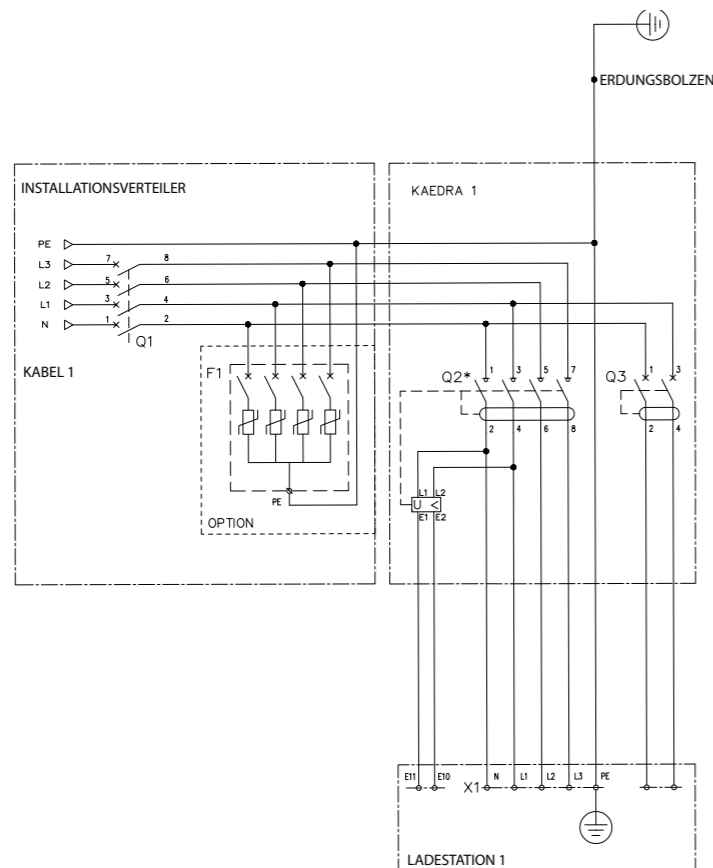 ERDUNGSBOLZEN
INSTALLATIONSVERTEILER
KAEDRA 1
PE
L3 7 8
L2 5 6
L1 3 4
N 1 2
Q1
KABEL 1
F1
Q2* 1 3 5 7
Q3 1 3
2 4 6 8
2 4
PE
L1 L2
U <
E1 E2
OPTION
E11 E10 N L1 L2 L3 PE
X1
LADESTATION 1